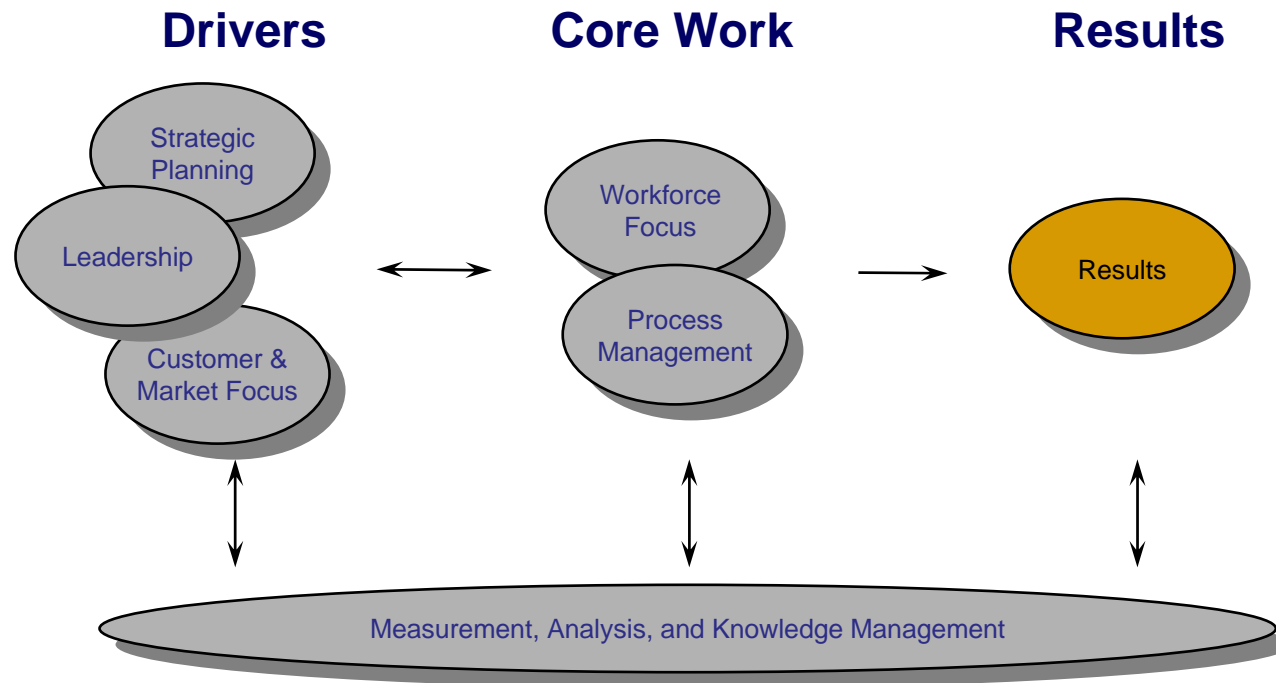 Drivers
Core Work
Results
Strategic
Planning
Leadership
Customer &
Market Focus
Workforce
Focus
Process
Management
Results
Measurement, Analysis, and Knowledge Management